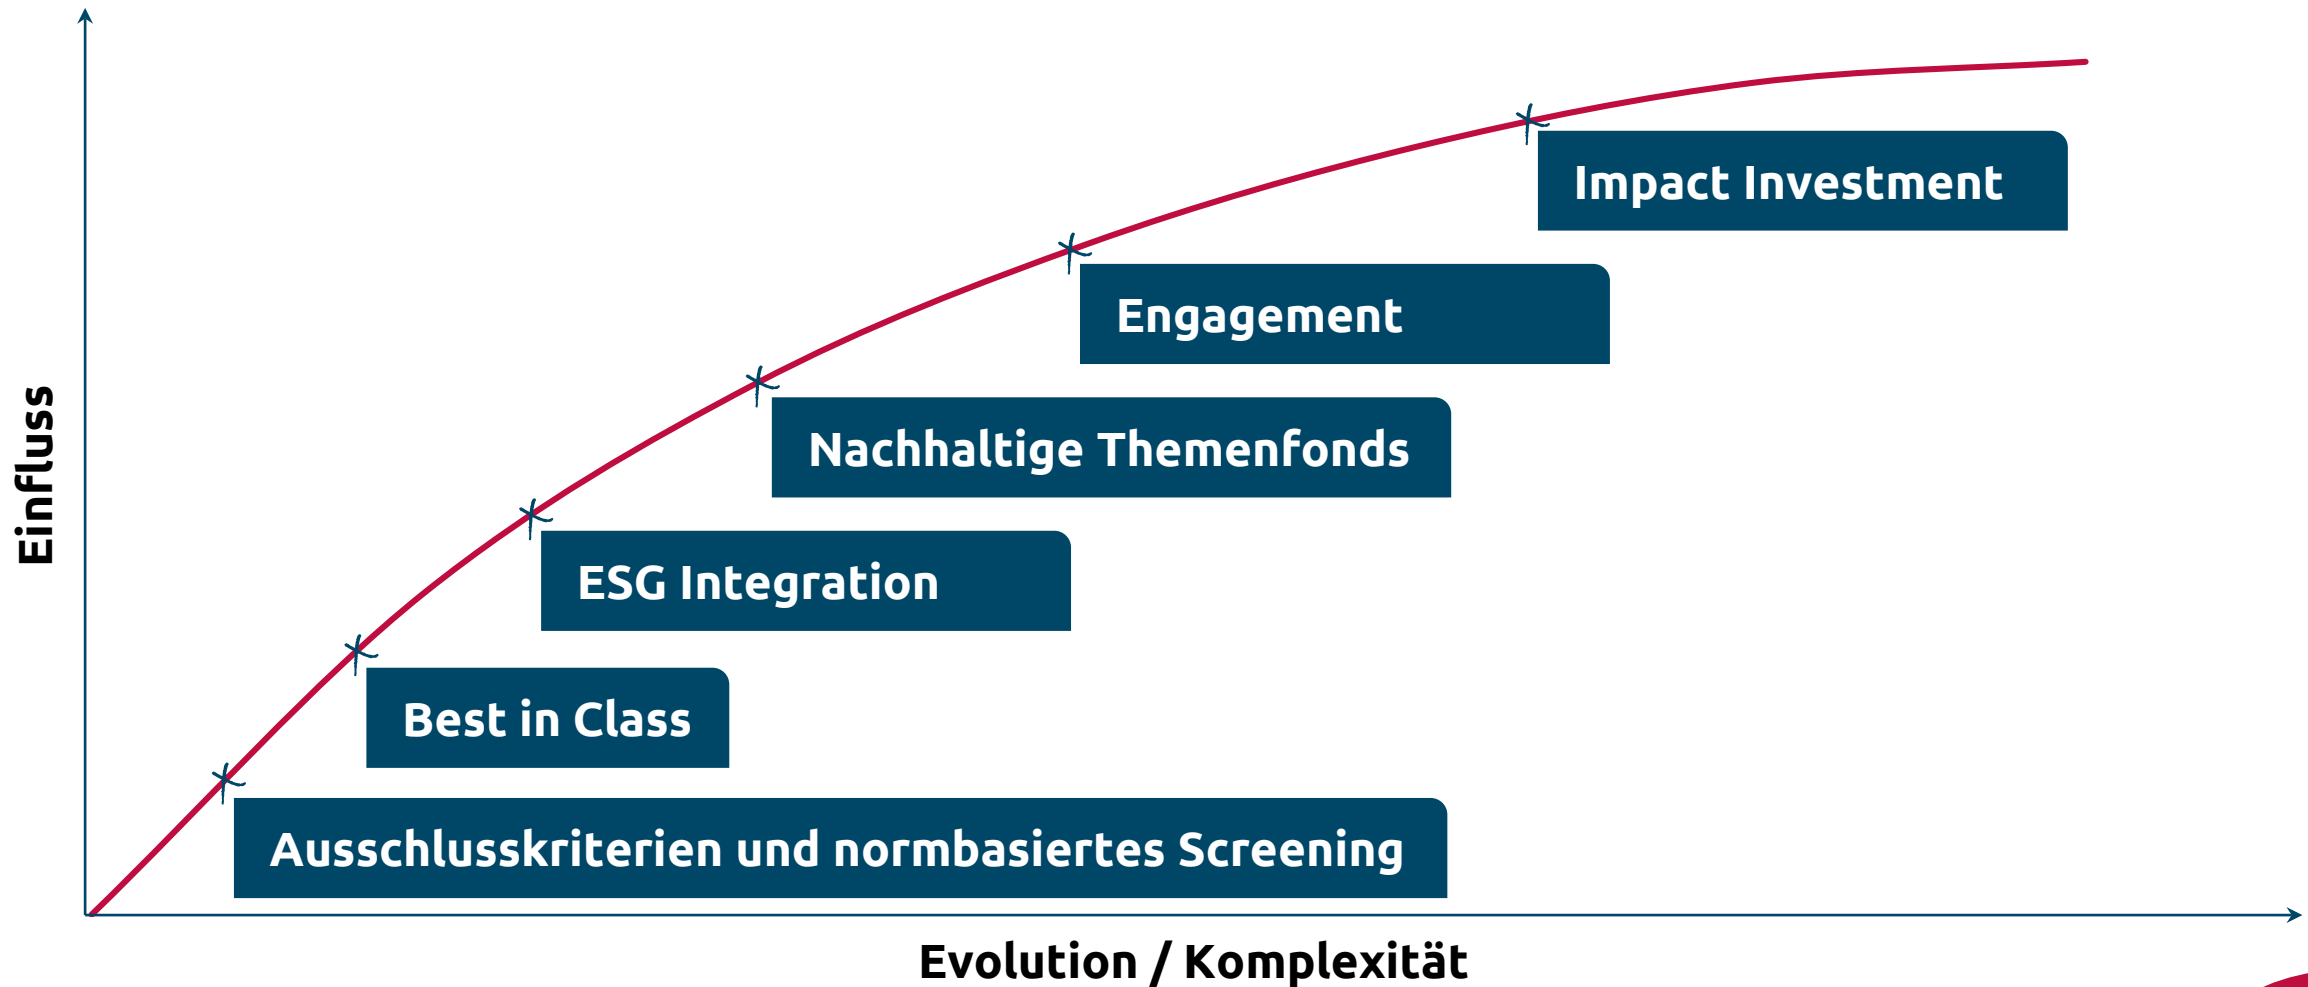 Einfluss
Impact Investment
Engagement
Nachhaltige Themenfonds
ESG Integration
Best in Class
Ausschlusskriterien und normbasiertes Screening
Evolution / Komplexität